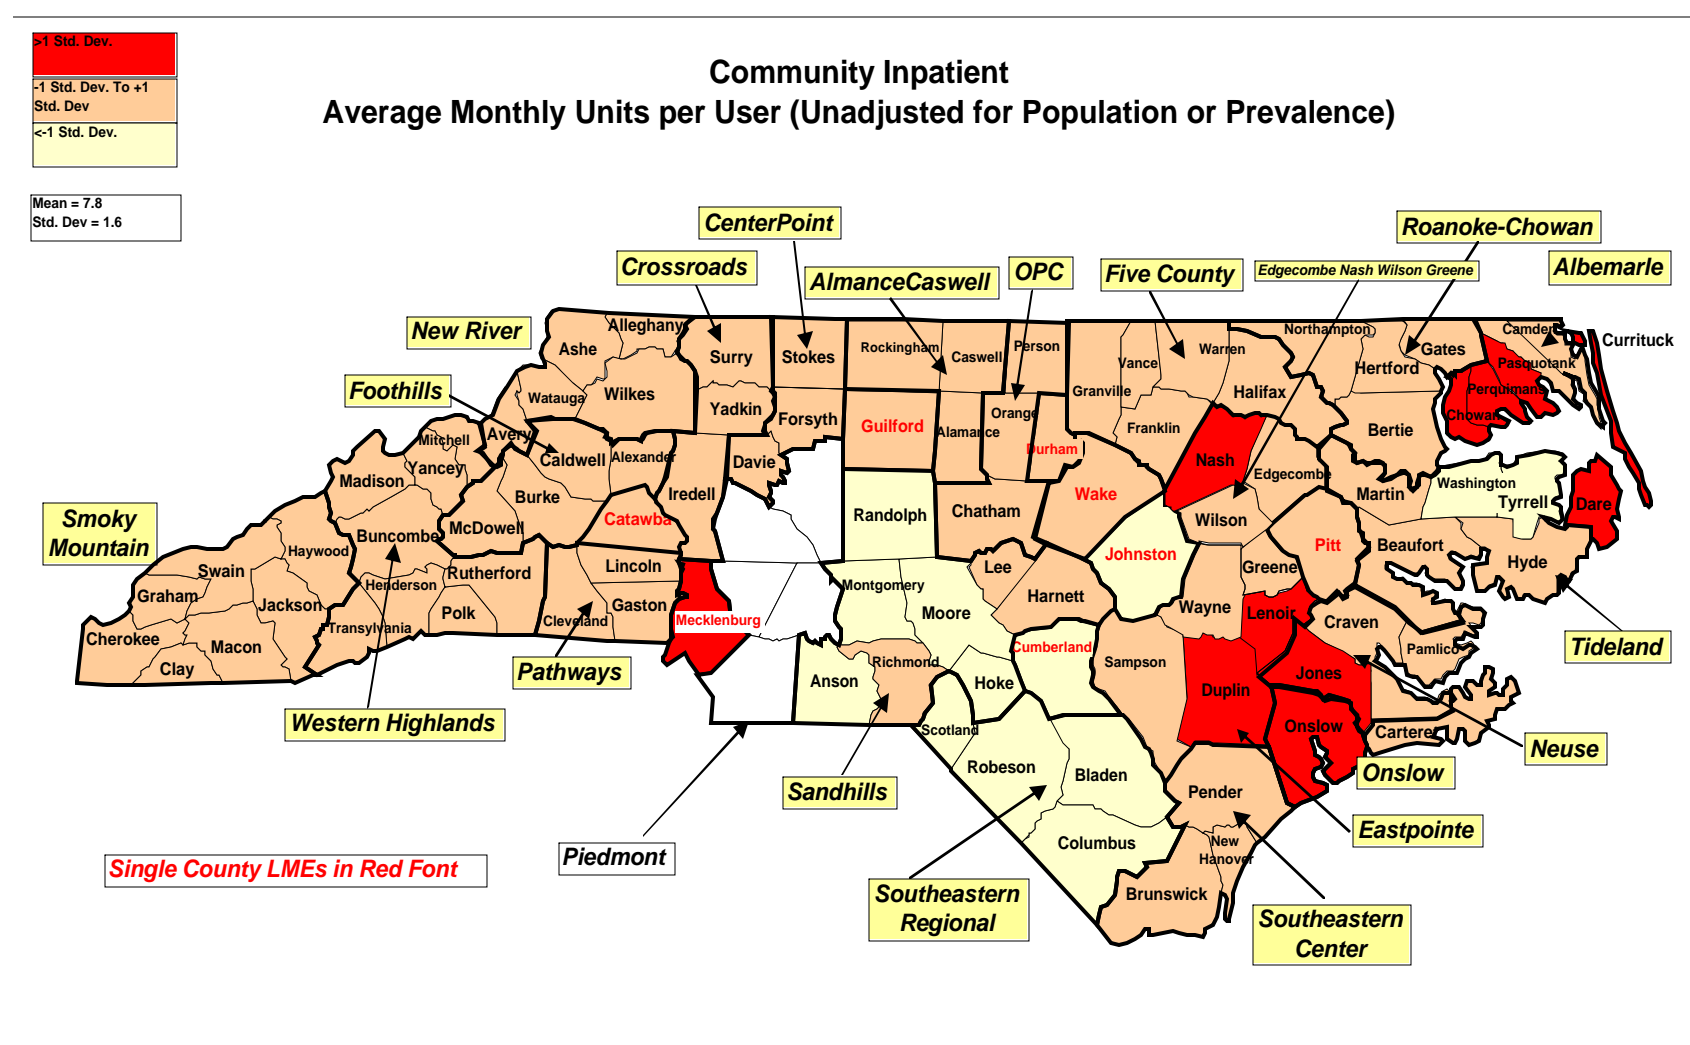 >1 Std. Dev.
-1 Std. Dev. To +1
Std. Dev
<-1 Std. Dev.
Mean = 7.8
Std. Dev = 1.6
Community Inpatient
Average Monthly Units per User (Unadjusted for Population or Prevalence)
CenterPoint
Roanoke-Chowan
Crossroads
AlmanceCaswell
OPC
Five County
Edgecombe Nash Wilson Greene
Albemarle
New River
Foothills
Smoky
Mountain
Western Highlands
Pathways
Sandhills
Piedmont
Southeastern
Regional
Southeastern
Center
Eastpointe
Onslow
Neuse
Tideland
Single County LMEs in Red Font
Alleghany
Ashe
Surry
Stokes
Rockingham
Caswell
Person
Vance
Granville
Warren
Northampton
Hertford
Gates
Camden
Currituck
Pasquotank
Perquimans
Chowan
Watauga
Wilkes
Yadkin
Forsyth
Guilford
Alamance
Orange
Durham
Franklin
Halifax
Bertie
Mitchell
Avery
Yancey
Madison
Caldwell
Alexander
Davie
Iredell
Burke
McDowell
Catawba
Buncombe
Haywood
Swain
Graham
Jackson
Cherokee
Macon
Clay
Henderson
Transylvania
Rutherford
Polk
Cleveland
Lincoln
Gaston
Mecklenburg
Randolph
Chatham
Wake
Nash
Edgecombe
Wilson
Martin
Washington
Tyrrell
Dare
Johnston
Pitt
Beaufort
Hyde
Greene
Lee
Harnett
Wayne
Lenoir
Craven
Pamlico
Montgomery
Moore
Cumberland
Sampson
Duplin
Jones
Onslow
Cartere
Richmond
Anson
Hoke
Scotland
Robeson
Bladen
Columbus
Pender
New
Hanover
Brunswick